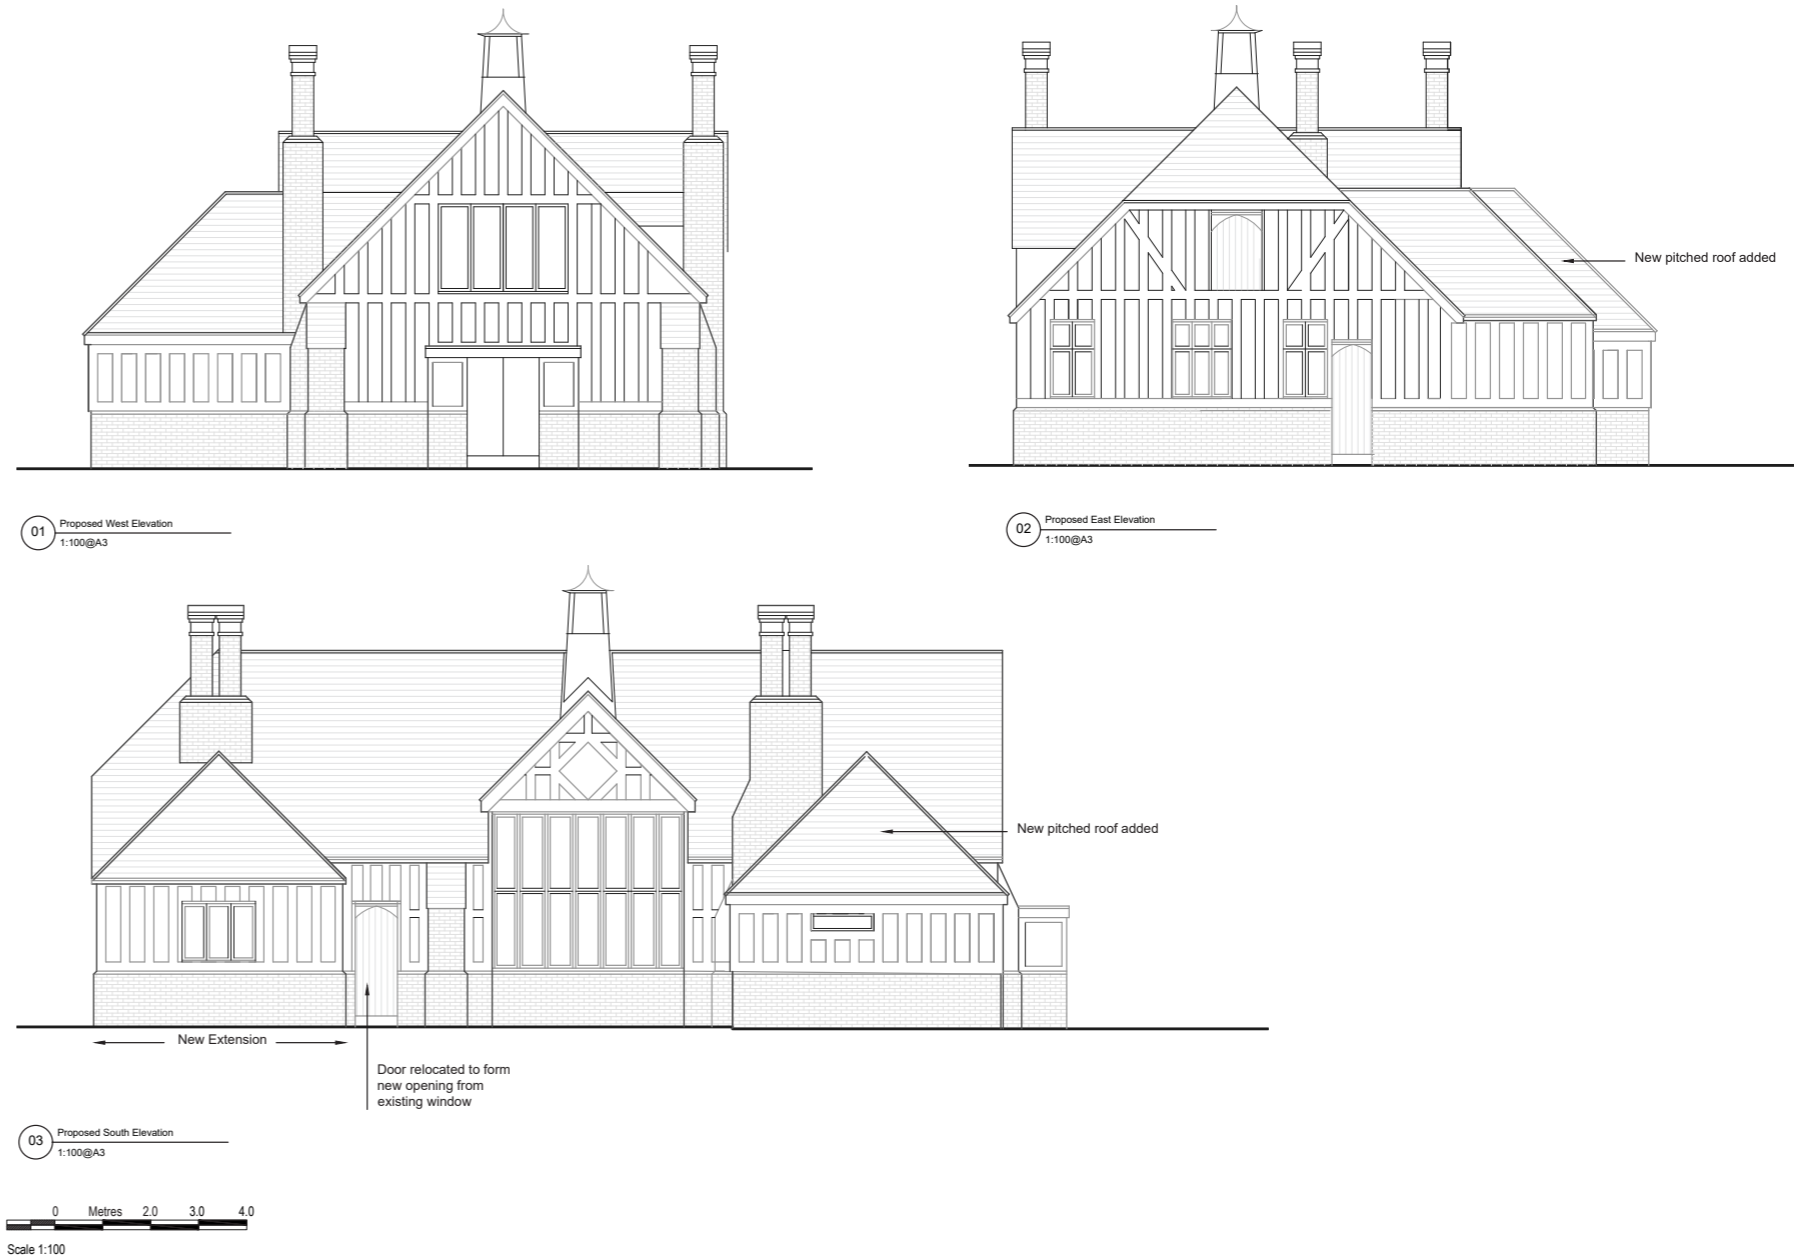 New pitched roof added
01
Proposed West Elevation
1:100@A3
02
Proposed East Elevation
1:100@A3
New pitched roof added
New Extension
Door relocated to form
new opening from
existing window
03
Proposed South Elevation
1:100@A3
0 Metres 2.0 3.0 4.0
Scale 1:100